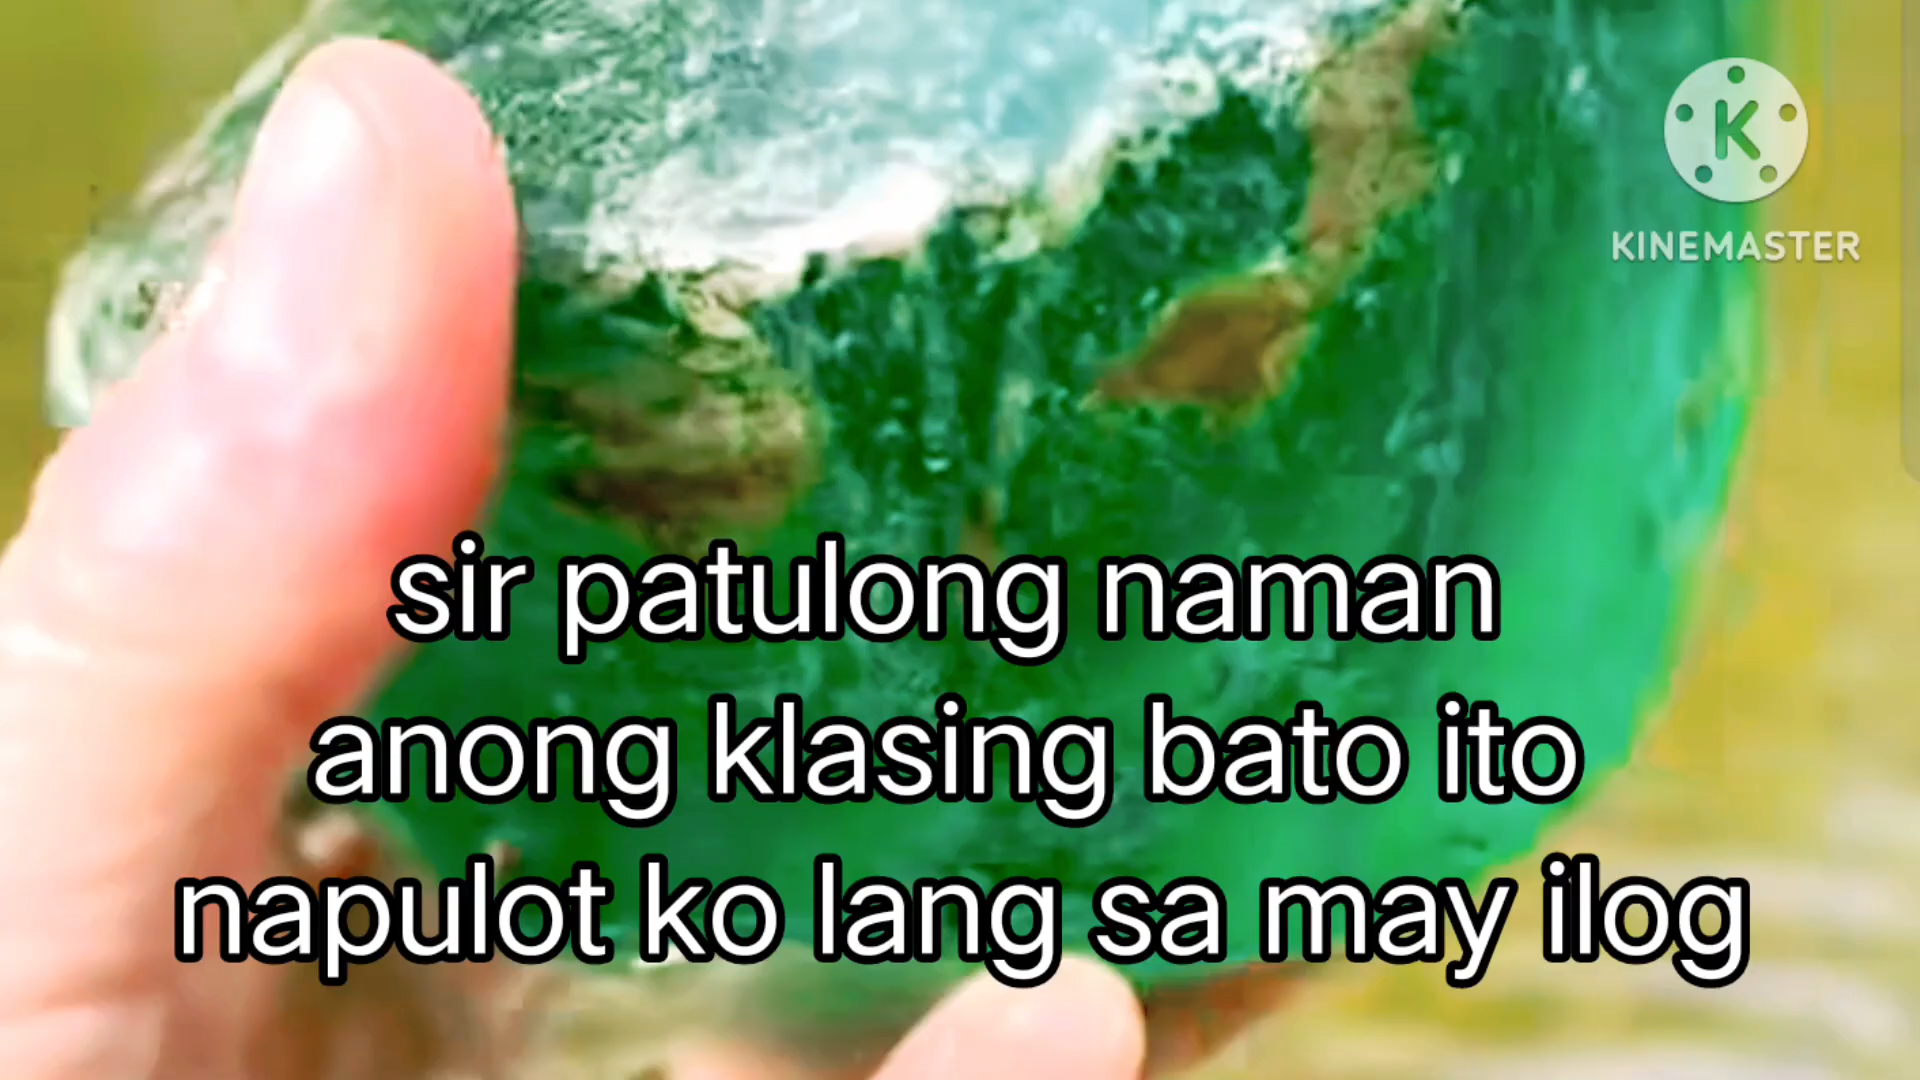 K
KINEMASTER
sir patulong naman
anong klasing bato ito
napulot ko lang sa may ilog